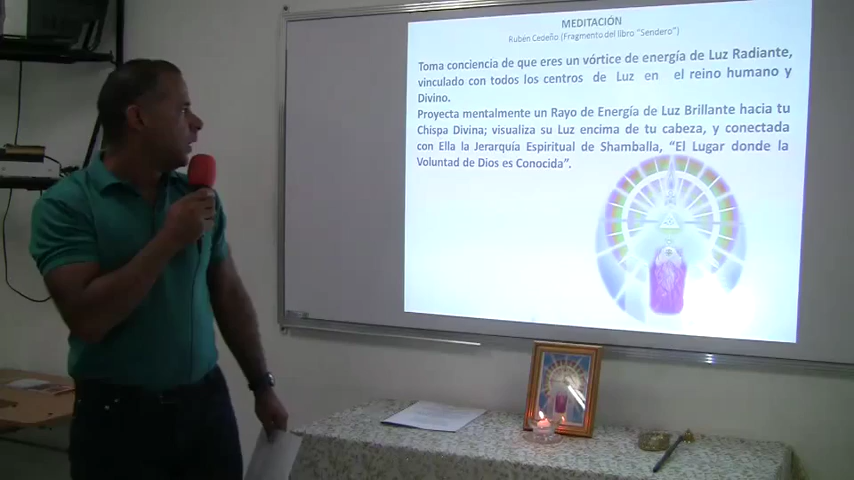 MEDITACIÓN
Rubén Cedeño (Fragmento del libro "Sendero")
Toma conciencia de que eres un vórtice de energía de Luz Radiante,
vinculado con todos los centros de Luz en el reino humano y
Divino.
Proyecta mentalmente un Rayo de Energía de Luz Brillante hacia tu
Chispa Divina; visualiza su Luz encima de tu cabeza, y conectada
con Ella la Jerarquía Espiritual de Shamballa, "El Lugar donde la
Voluntad de Dios es Conocida".